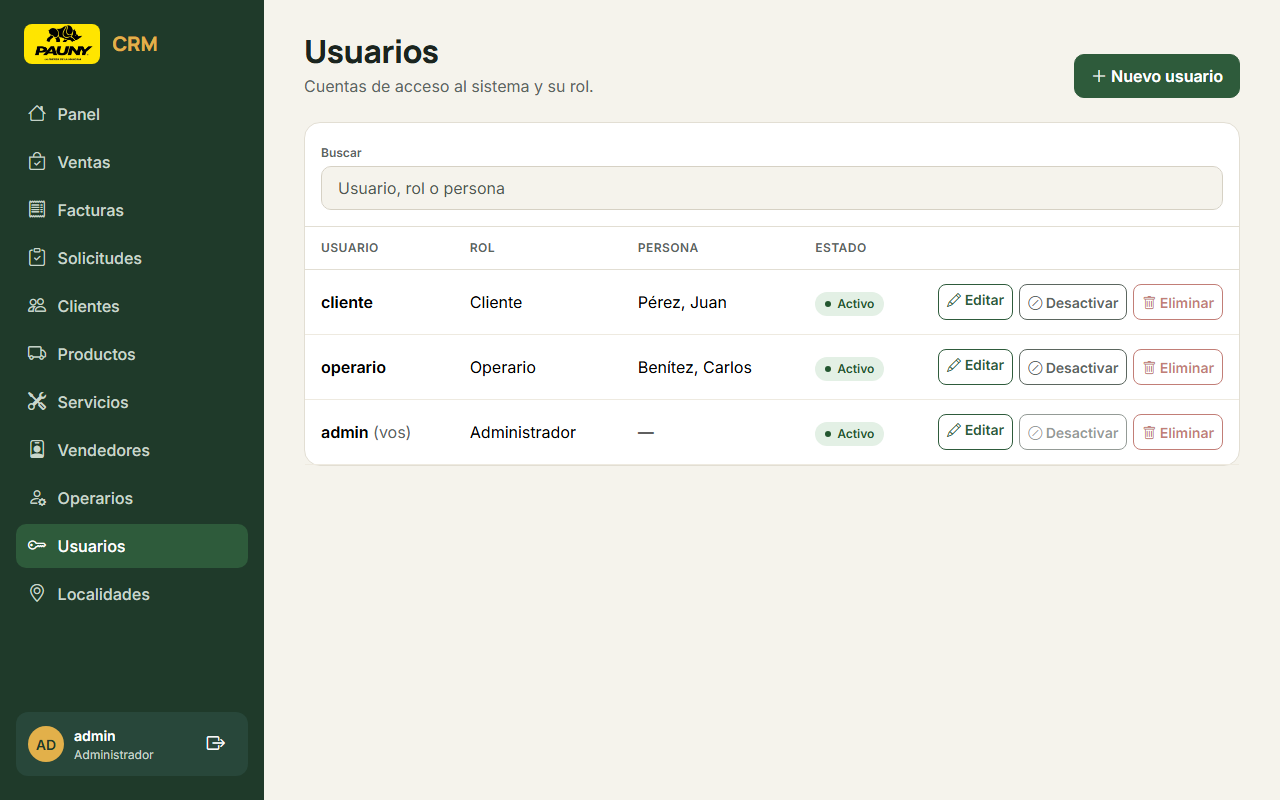 PAUNY
CRM
Panel
Ventas
Facturas
Solicitudes
Clientes
Productos
Servicios
Vendedores
Operarios
Usuarios
Localidades
AD
admin
Administrador
Usuarios
Cuentas de acceso al sistema y su rol.
Nuevo usuario
Buscar
Usuario, rol o persona
USUARIO ROL PERSONA ESTADO
cliente Cliente Pérez, Juan Activo Editar Desactivar Eliminar
operario Operario Benítez, Carlos Activo Editar Desactivar Eliminar
admin (vos) Administrador — Activo Editar Desactivar Eliminar